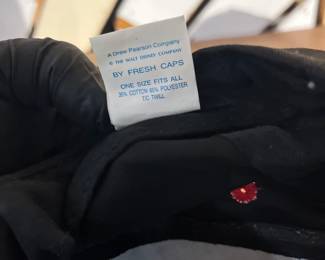 A Drew Pearson Company
© THE WALT DISNEY COMPANY
BY FRESH CAPS
ONE SIZE FITS ALL
35% COTTON 65% POLYESTER
T/C TWILL